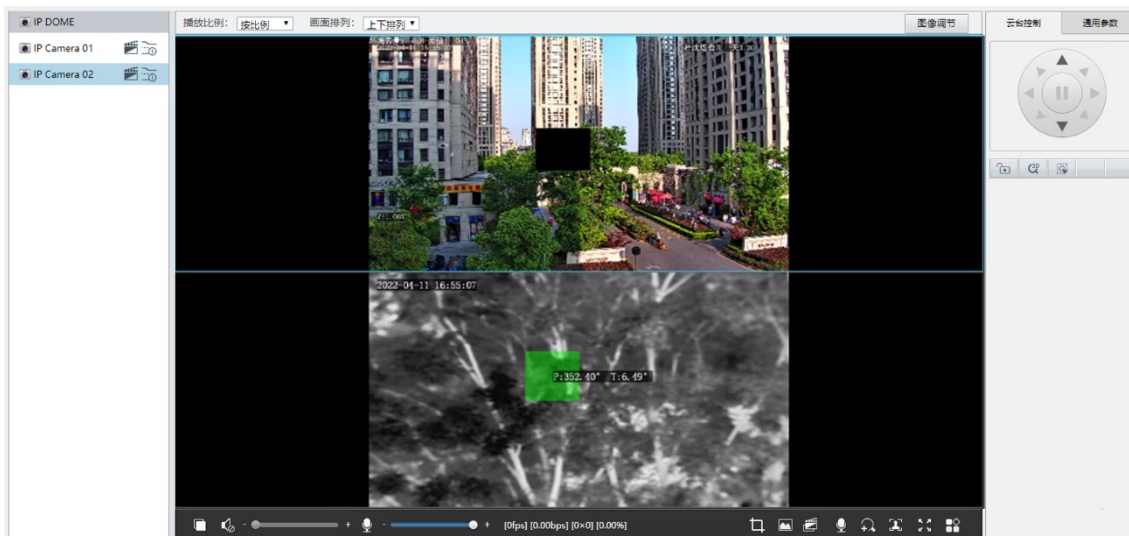 IP DOME
播放比例： 按比例 画面排列： 上下排列 图像调节 云台控制 通用参数
IP Camera 01
IP Camera 02
Z:1.00X
2022-04-11 16:55:07
P:352.40° T:6.49°
- + - + [0fps] [0.00bps] [0×0] [0.00%]